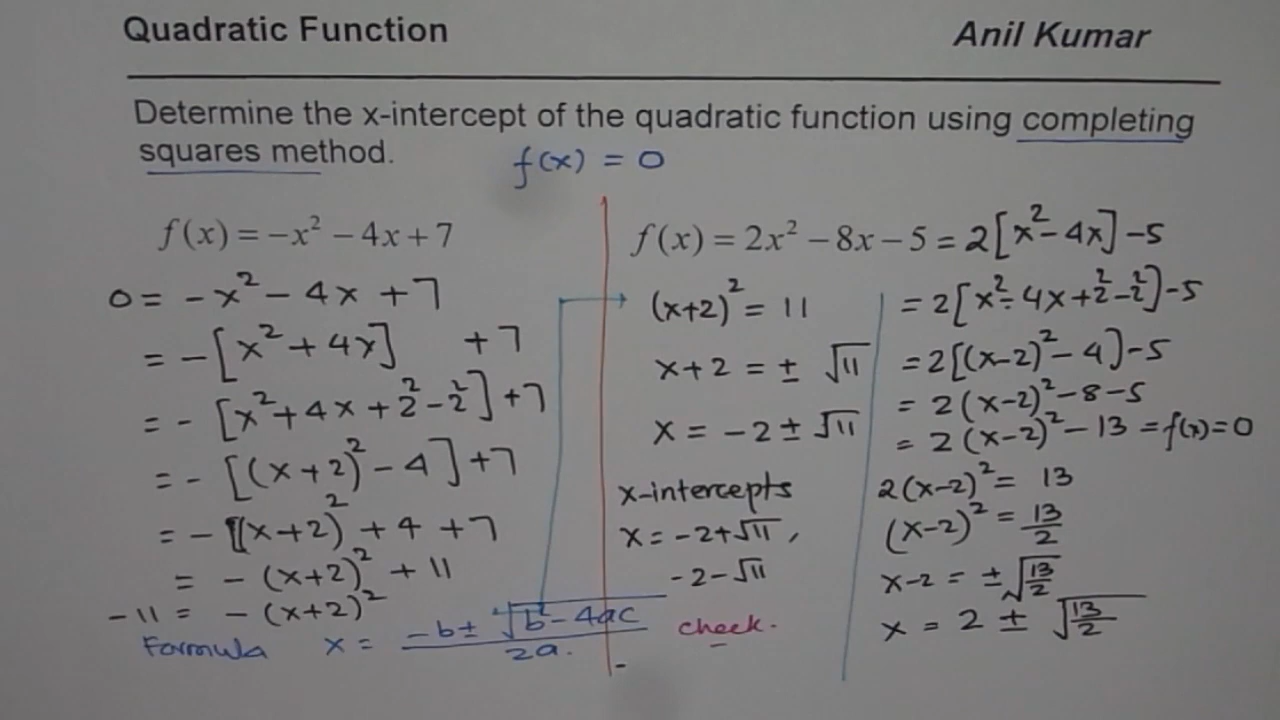 Quadratic Function Anil Kumar
Determine the x-intercept of the quadratic function using completing
squares method. f(x) = 0
f(x) = −x² − 4x + 7
0 = −x² − 4x + 7
= −[x² + 4x] + 7
= −[x² + 4x + 2² − 2²] + 7
= −[(x+2)² − 4] + 7
= −(x+2)² + 4 + 7
= −(x+2)² + 11
−11 = −(x+2)²
Formula x = (−b ± √(b² − 4ac))/2a.
(x+2)² = 11
x + 2 = ± √11
x = −2 ± √11
x-intercepts
x = −2+√11,
−2−√11
check.
f(x) = 2x² − 8x − 5 = 2[x² − 4x] − 5
= 2[x² − 4x + 2² − 2²] − 5
= 2[(x−2)² − 4] − 5
= 2(x−2)² − 8 − 5
= 2(x−2)² − 13 = f(x) = 0
2(x−2)² = 13
(x−2)² = 13/2
x−2 = ±√(13/2)
x = 2 ± √(13/2)